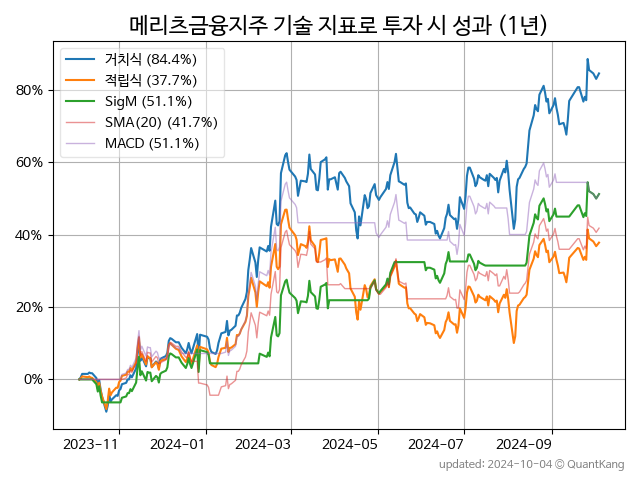 메리츠금융지주 기술 지표로 투자 시 성과 (1년)
거치식 (84.4%)
적립식 (37.7%)
SigM (51.1%)
SMA(20) (41.7%)
MACD (51.1%)
80%
60%
40%
20%
0%
2023-11 2024-01 2024-03 2024-05 2024-07 2024-09
updated: 2024-10-04 © QuantKang